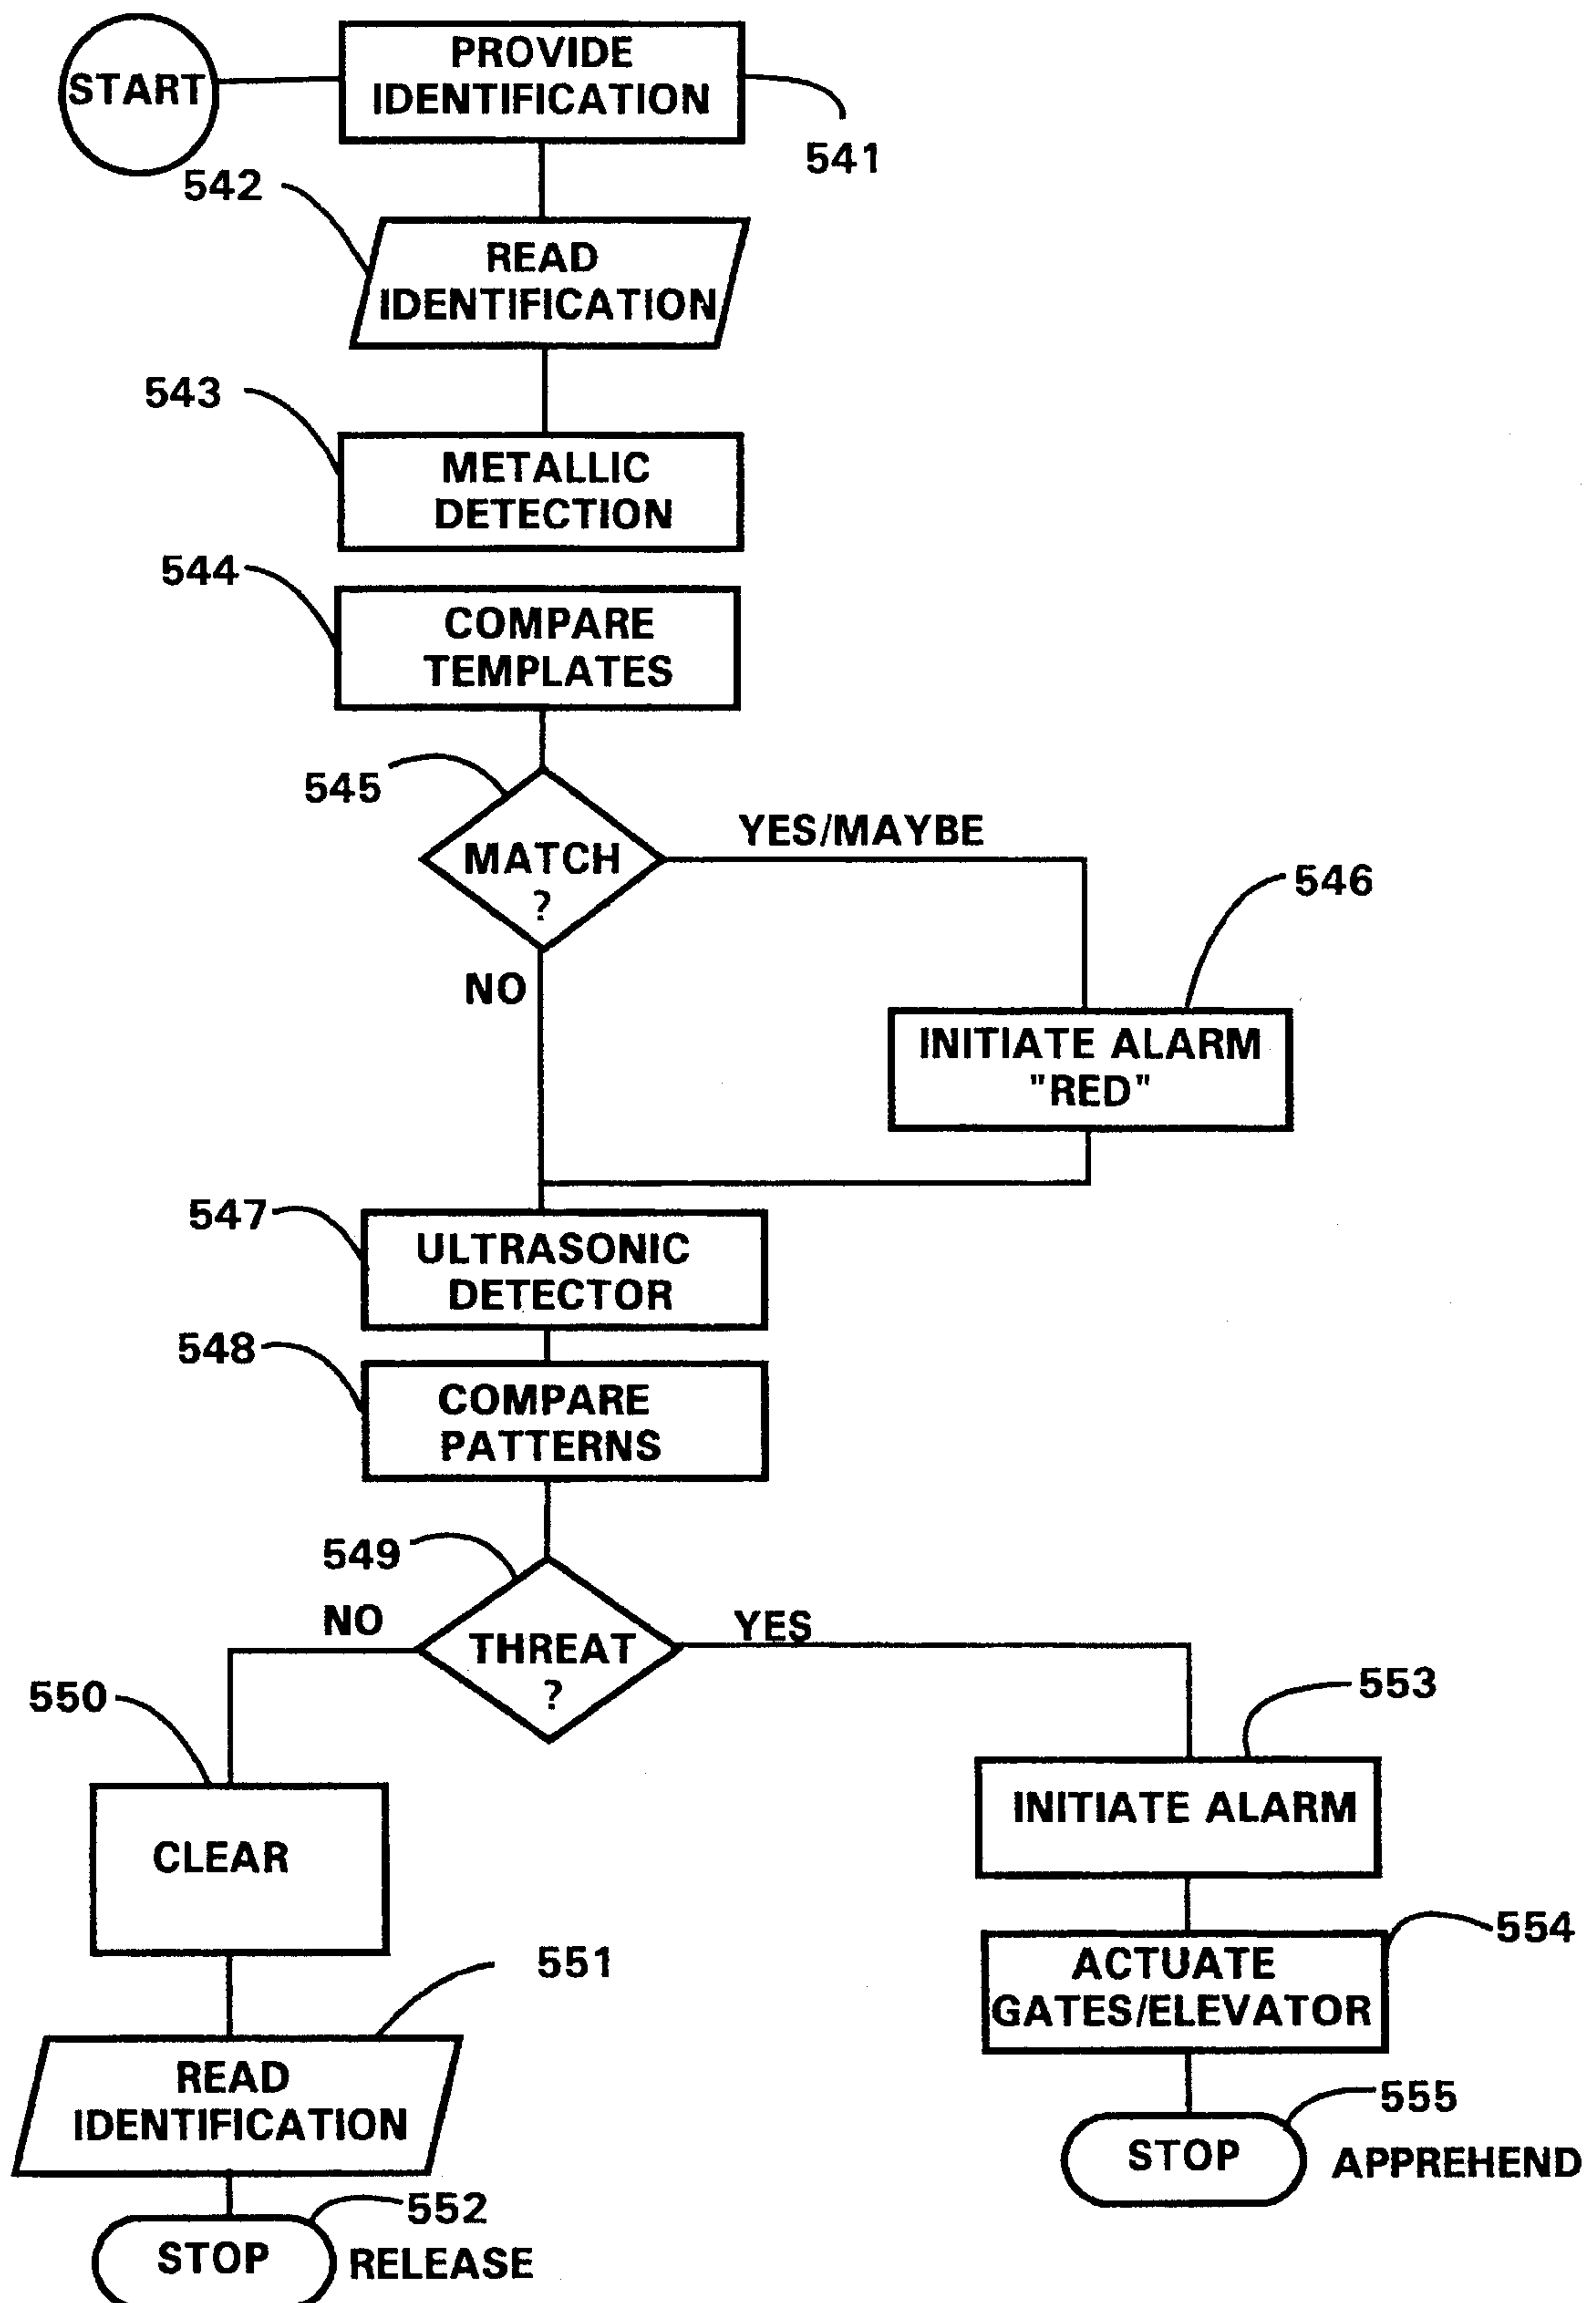 START
PROVIDE
IDENTIFICATION
541
542
READ
IDENTIFICATION
543
METALLIC
DETECTION
544
COMPARE
TEMPLATES
545
MATCH
?
YES/MAYBE
NO
546
INITIATE ALARM
"RED"
547
ULTRASONIC
DETECTOR
548
COMPARE
PATTERNS
549
THREAT
?
NO
YES
550
CLEAR
553
INITIATE ALARM
551
READ
IDENTIFICATION
554
ACTUATE
GATES/ELEVATOR
555
STOP
APPREHEND
552
STOP
RELEASE